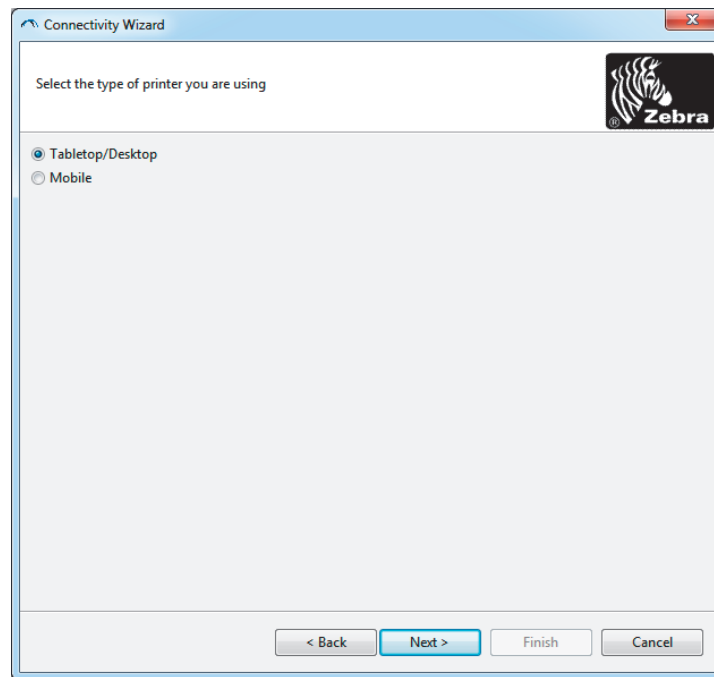 Connectivity Wizard
Select the type of printer you are using
® Zebra
Tabletop/Desktop
Mobile
< Back Next > Finish Cancel